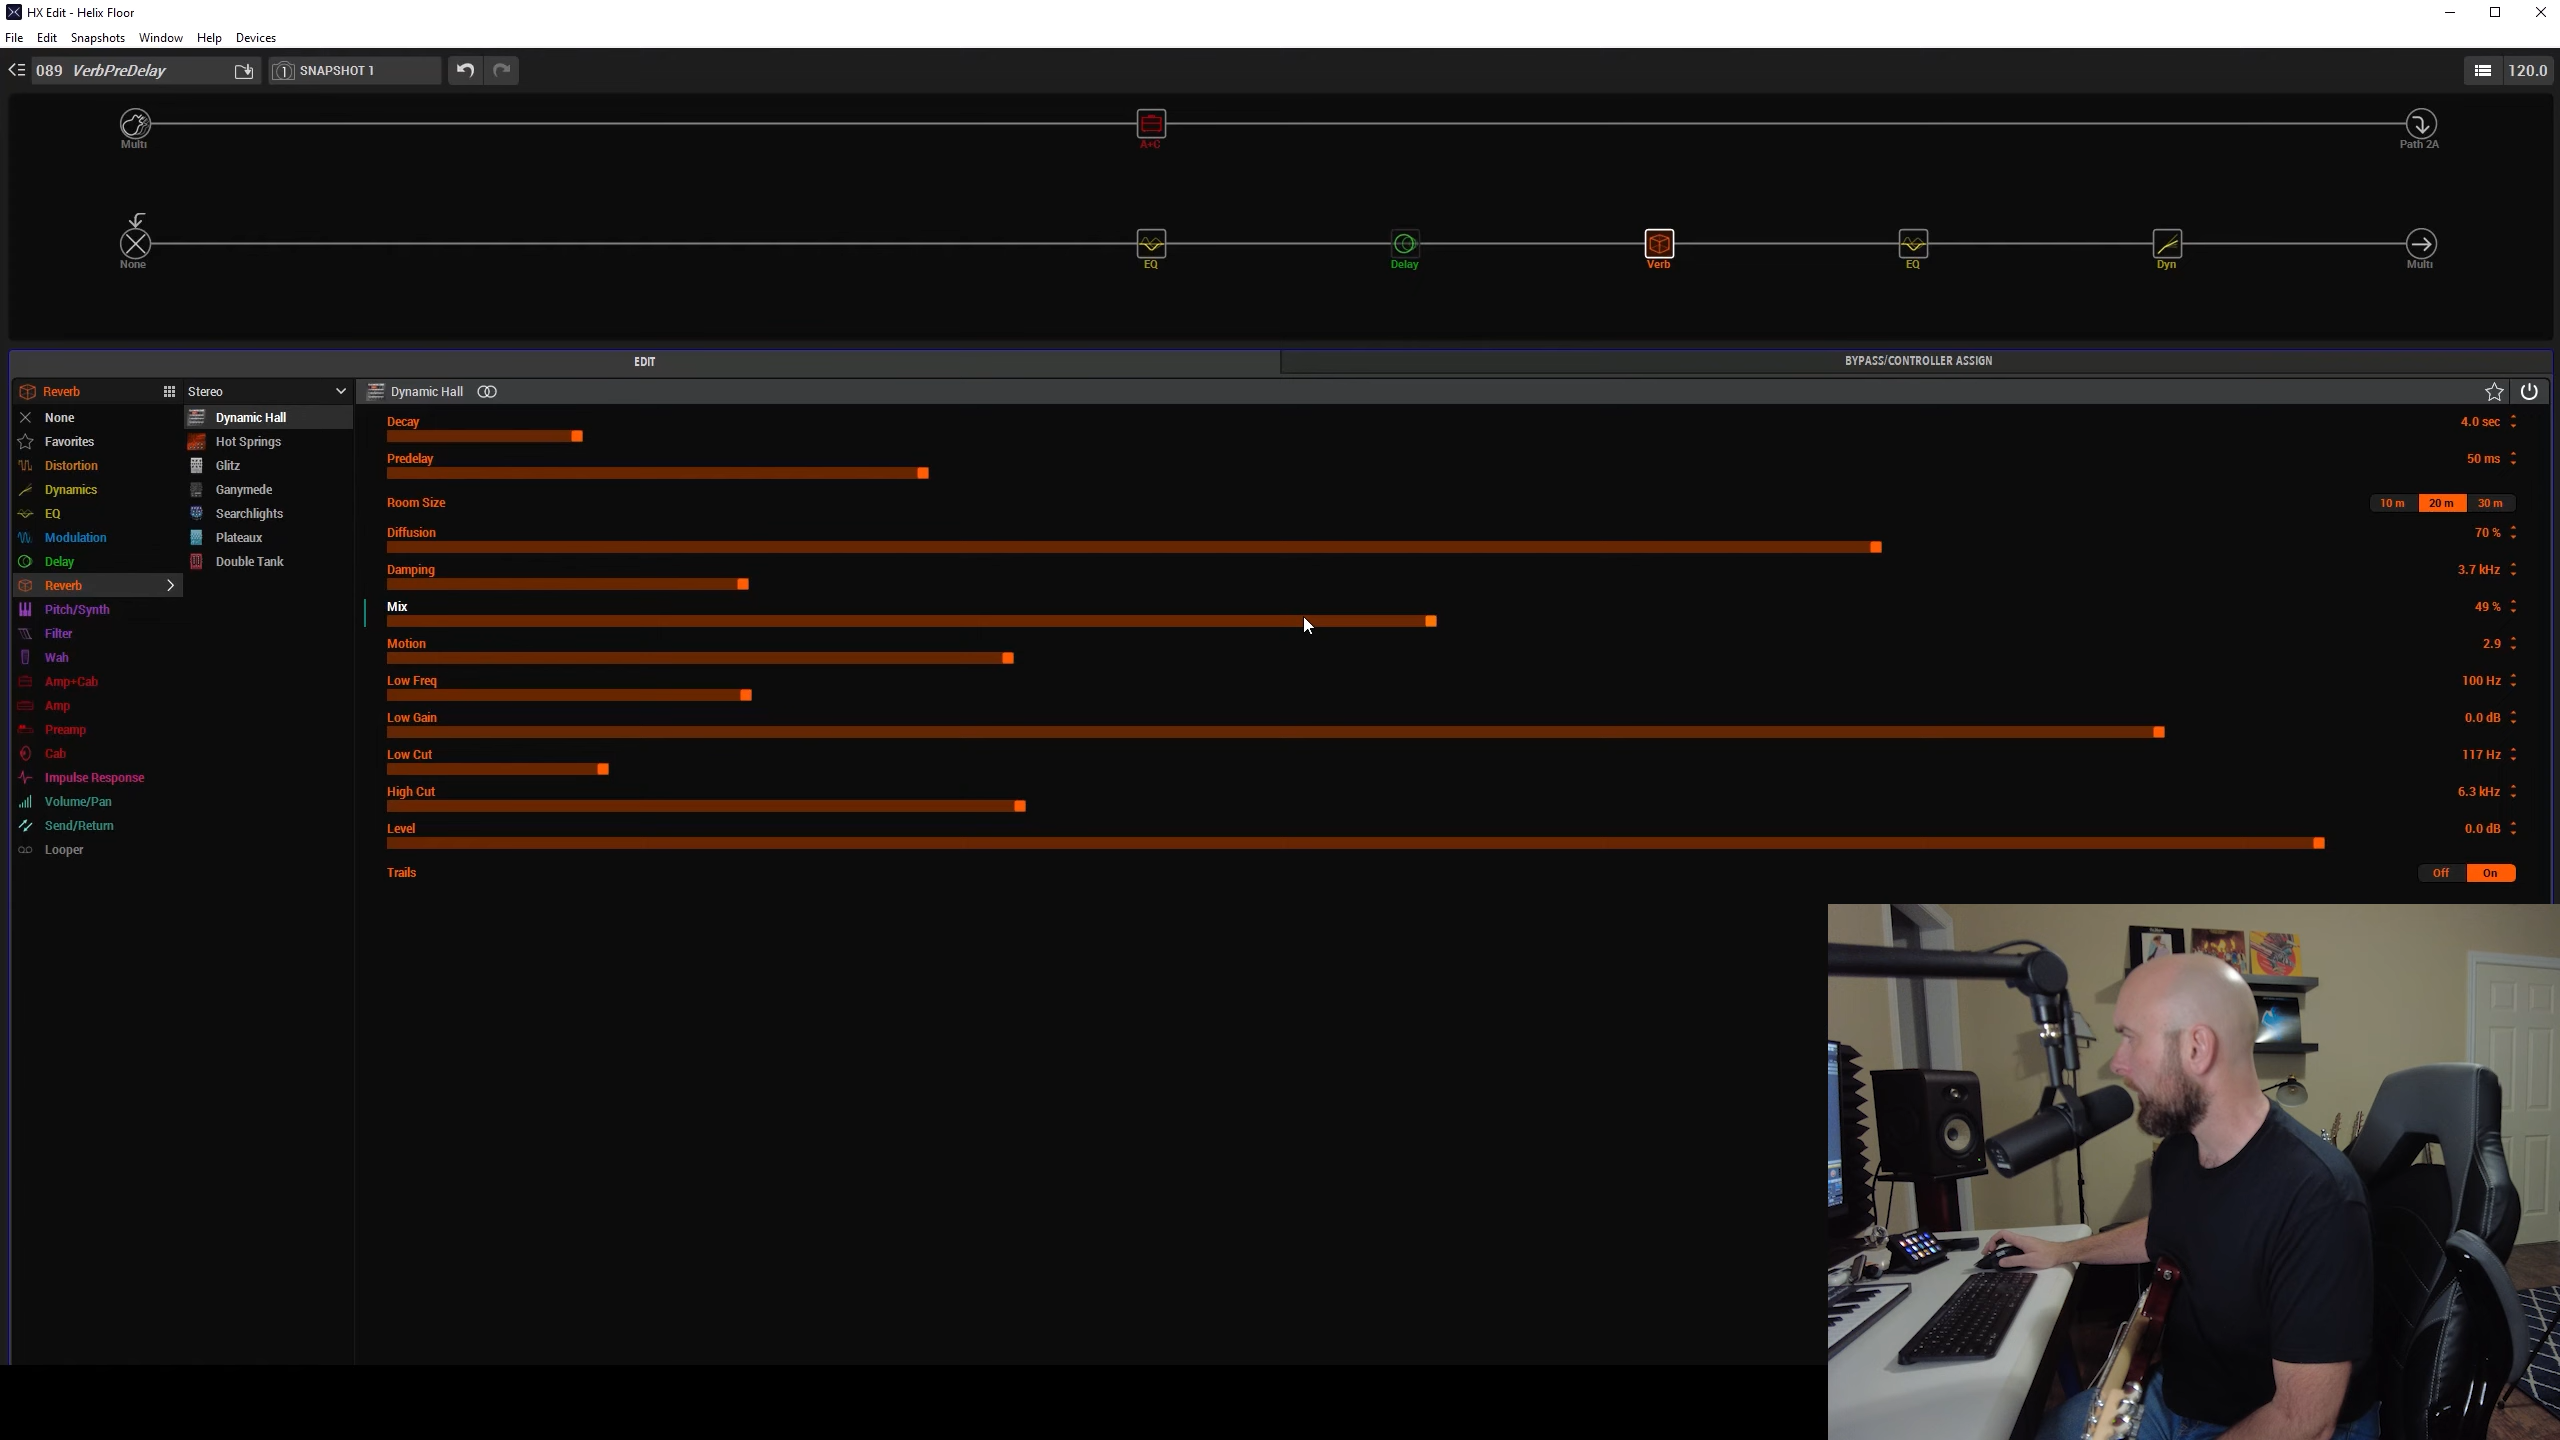 HX Edit - Helix Floor
File Edit Snapshots Window Help Devices
089 VerbPreDelay 1 SNAPSHOT 1 120.0
Multi A+C Path 2A
None EQ Delay Verb EQ Dyn Multi
EDIT BYPASS/CONTROLLER ASSIGN
Reverb Stereo Dynamic Hall
None
Favorites
Distortion
Dynamics
EQ
Modulation
Delay
Reverb
Pitch/Synth
Filter
Wah
Amp+Cab
Amp
Preamp
Cab
Impulse Response
Volume/Pan
Send/Return
Looper
Dynamic Hall
Hot Springs
Glitz
Ganymede
Searchlights
Plateaux
Double Tank
Decay 4.0 sec
Predelay 50 ms
Room Size 10 m 20 m 30 m
Diffusion 70 %
Damping 3.7 kHz
Mix 49 %
Motion 2.9
Low Freq 100 Hz
Low Gain 0.0 dB
Low Cut 117 Hz
High Cut 6.3 kHz
Level 0.0 dB
Trails Off On